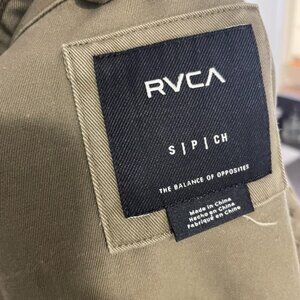 RVCA
S | P | CH
THE BALANCE OF OPPOSITES
Made in China
Hecho en China
Fabriqué en Chine